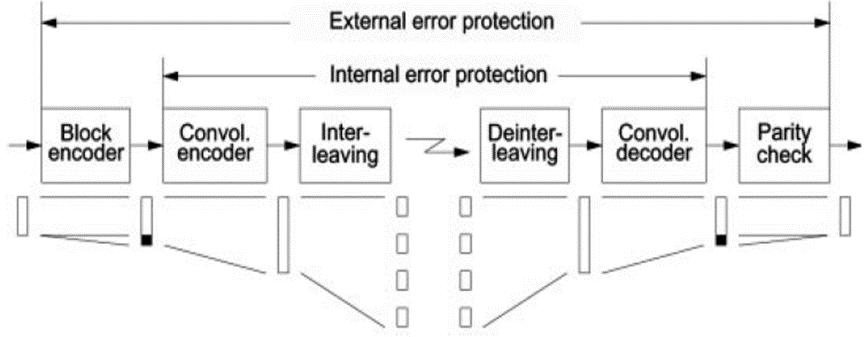 External error protection
Internal error protection
Block
encoder
Convol.
encoder
Inter-
leaving
Deinter-
leaving
Convol.
decoder
Parity
check